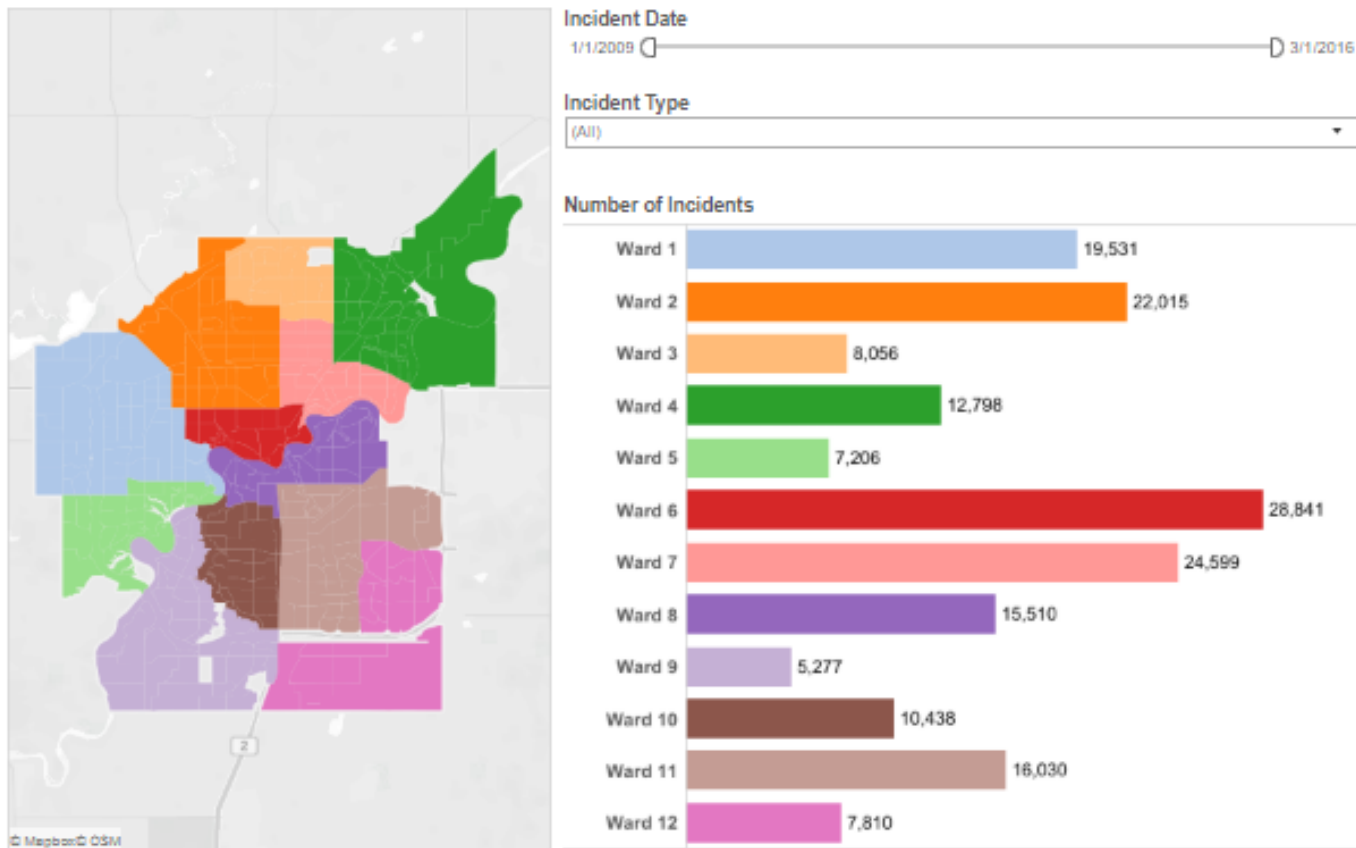 Incident Date
1/1/2009 3/1/2016
Incident Type
(All)
Number of Incidents
Ward 1 19,531
Ward 2 22,015
Ward 3 8,056
Ward 4 12,798
Ward 5 7,206
Ward 6 28,841
Ward 7 24,599
Ward 8 15,510
Ward 9 5,277
Ward 10 10,438
Ward 11 16,030
Ward 12 7,810
2
© Mapbox © OSM